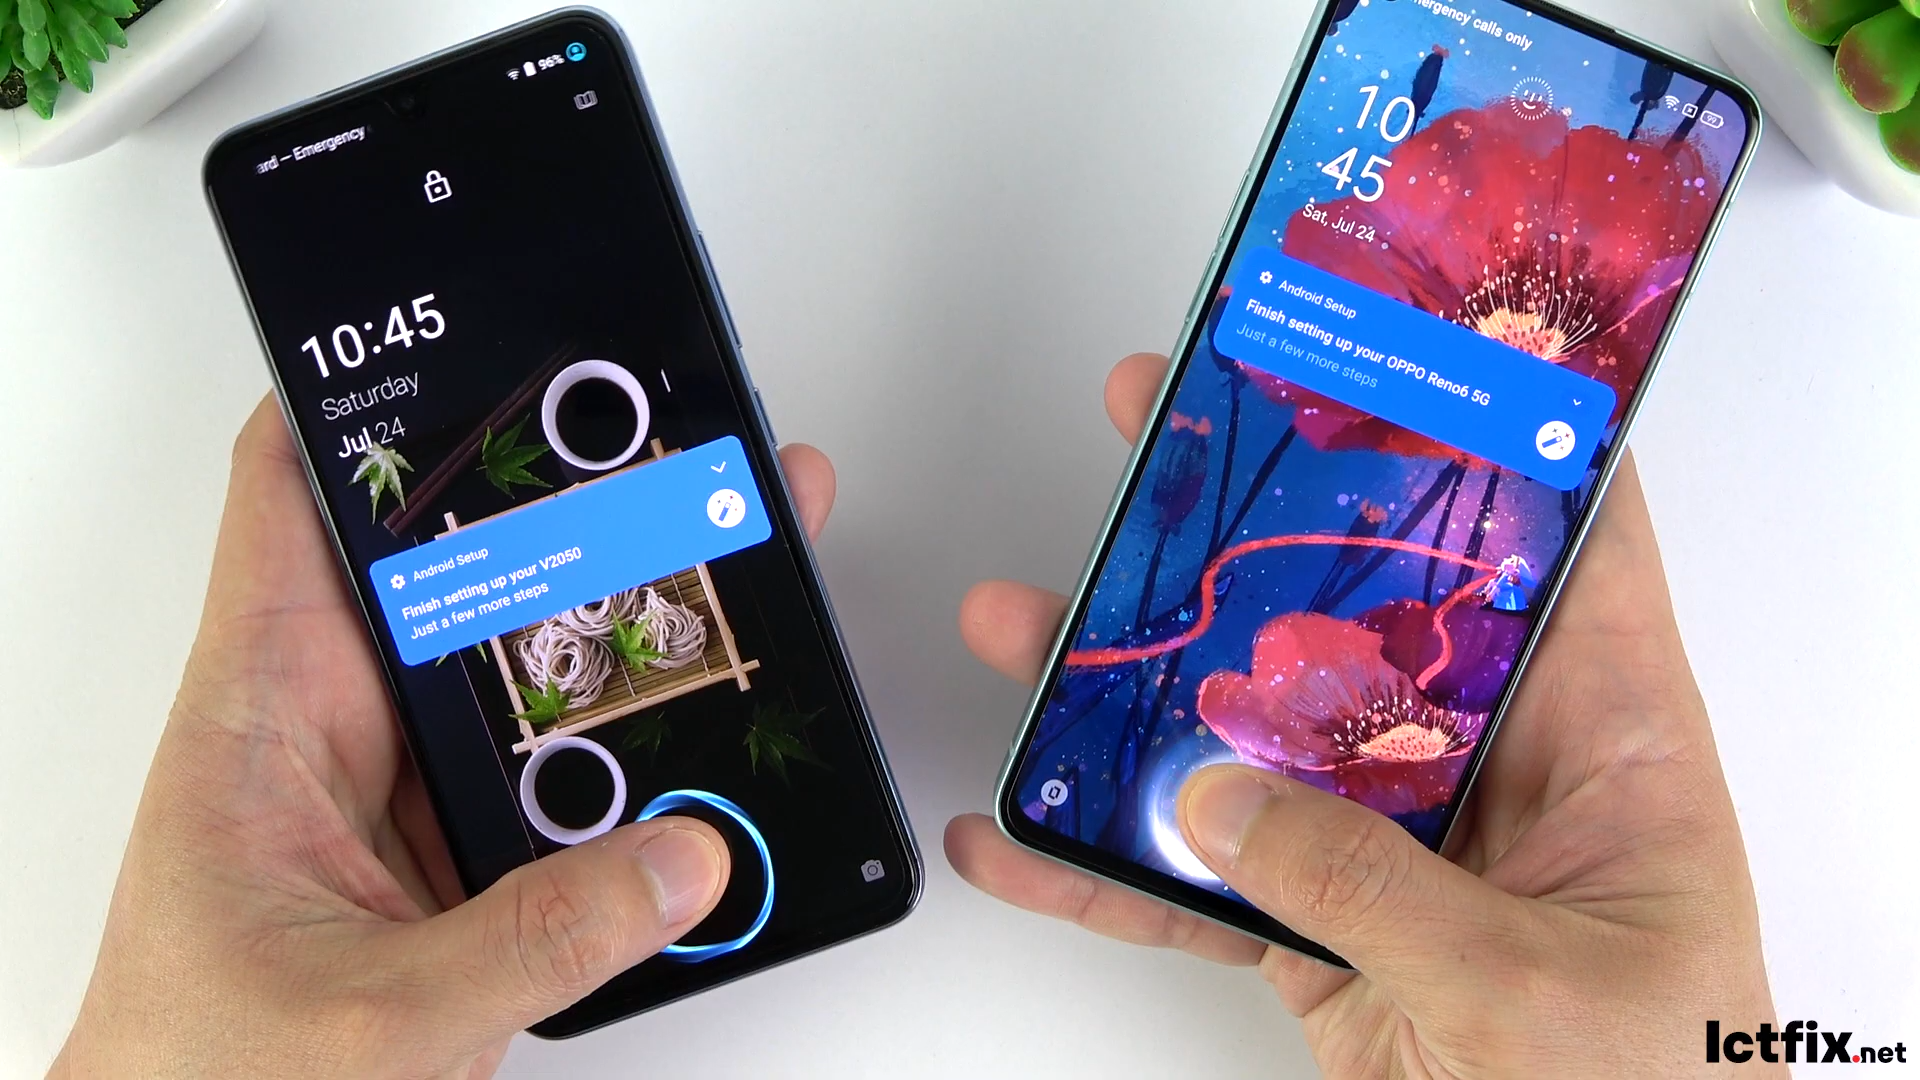 96%
ard – Emergency
10:45
Saturday
Jul 24
Android Setup
Finish setting up your V2050
Just a few more steps
mergency calls only
99
10
45
Sat, Jul 24
Android Setup
Finish setting up your OPPO Reno6 5G
Just a few more steps
Ictfix.net